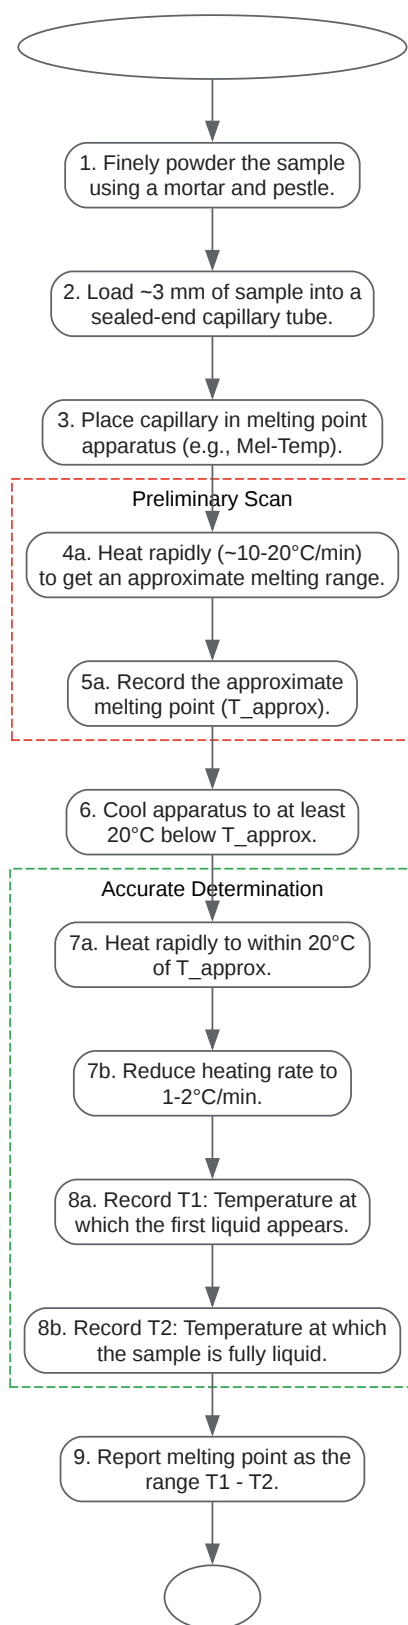 1. Finely powder the sample
using a mortar and pestle.
2. Load ~3 mm of sample into a
sealed-end capillary tube.
3. Place capillary in melting point
apparatus (e.g., Mel-Temp).
Preliminary Scan
4a. Heat rapidly (~10-20°C/min)
to get an approximate melting range.
5a. Record the approximate
melting point (T_approx).
6. Cool apparatus to at least
20°C below T_approx.
Accurate Determination
7a. Heat rapidly to within 20°C
of T_approx.
7b. Reduce heating rate to
1-2°C/min.
8a. Record T1: Temperature at
which the first liquid appears.
8b. Record T2: Temperature at which
the sample is fully liquid.
9. Report melting point as the
range T1 - T2.